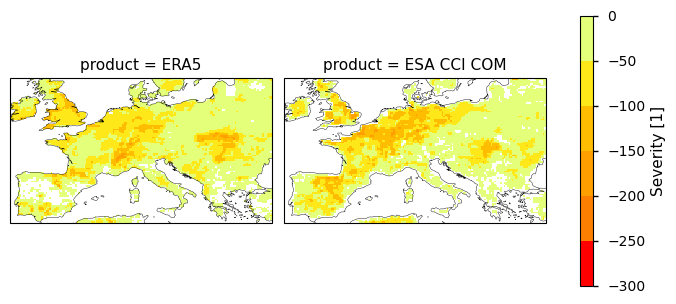 product = ERA5
product = ESA CCI COM
0
−50
−100
−150
−200
−250
−300
Severity [1]